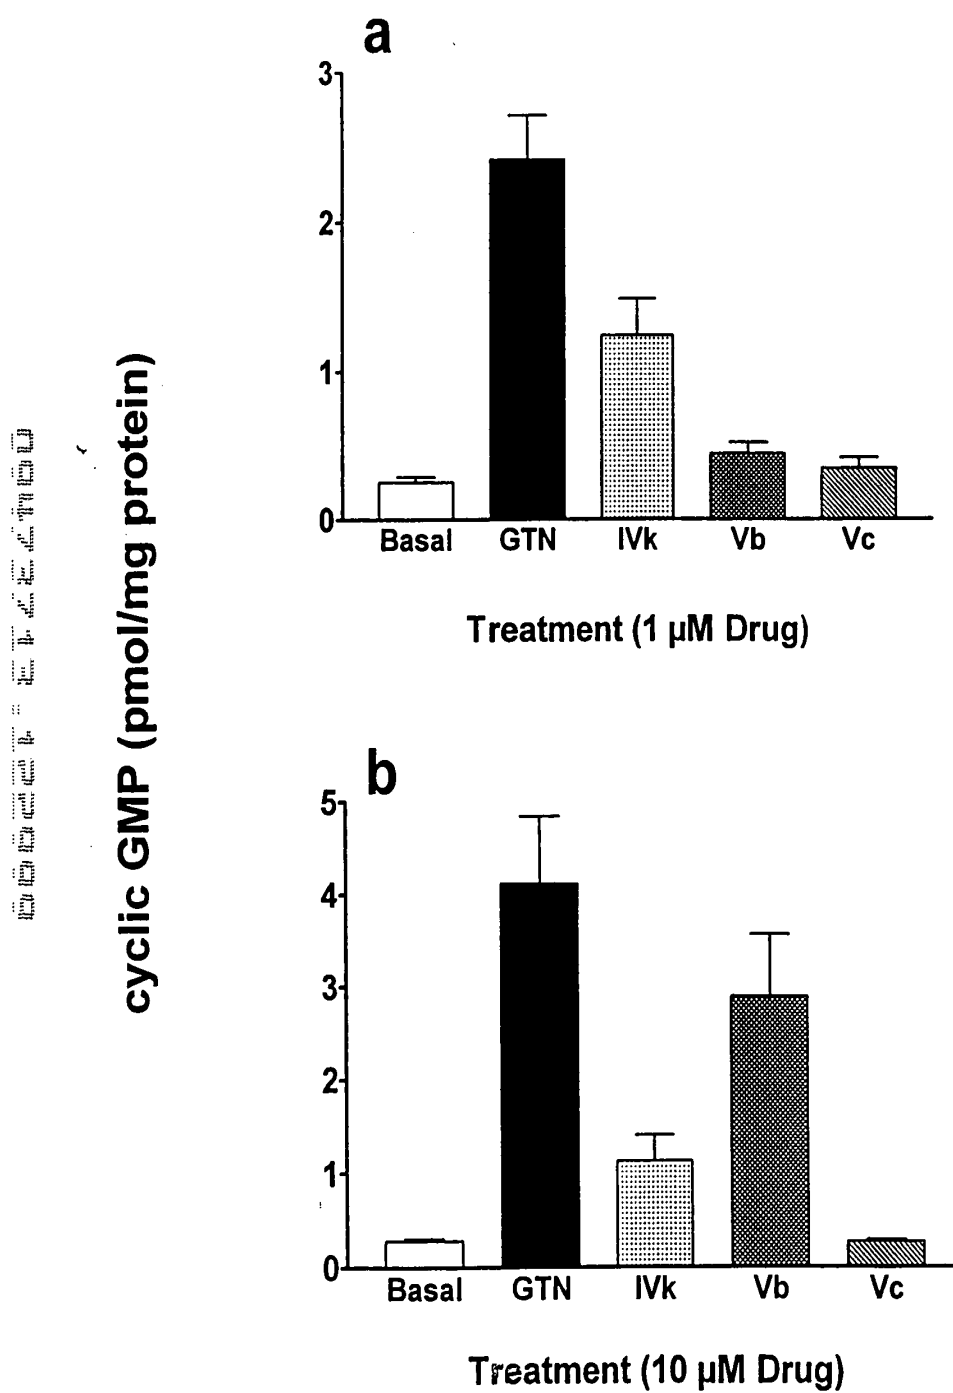 a
3
2
1
0
Basal GTN IVk Vb Vc
Treatment (1 µM Drug)
cyclic GMP (pmol/mg protein)
b
5
4
3
2
1
0
Basal GTN IVk Vb Vc
Treatment (10 µM Drug)